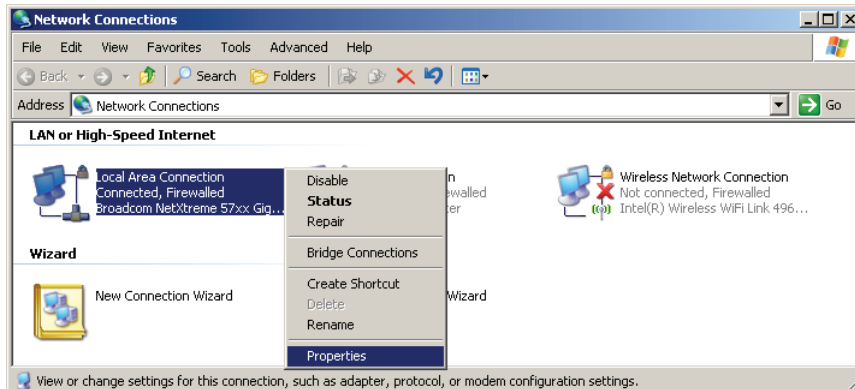 Network Connections
File Edit View Favorites Tools Advanced Help
Back Search Folders
Address Network Connections Go
LAN or High-Speed Internet
Local Area Connection
Connected, Firewalled
Broadcom NetXtreme 57xx Gig...
Disable
Status
Repair
Bridge Connections
Create Shortcut
Delete
Rename
Properties
Wireless Network Connection
Not connected, Firewalled
Intel(R) Wireless WiFi Link 496...
Wizard
New Connection Wizard
Wizard
View or change settings for this connection, such as adapter, protocol, or modem configuration settings.